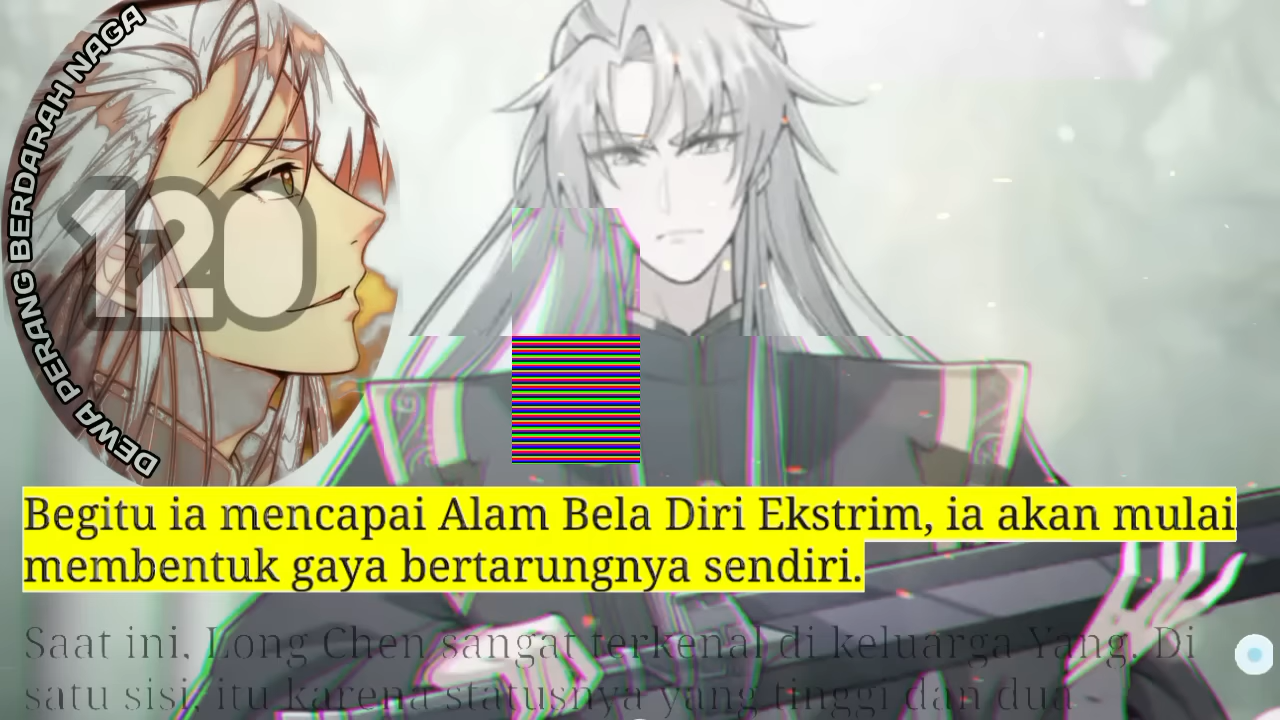 DEWA PERANG BERDARAH NAGA
120
Begitu ia mencapai Alam Bela Diri Ekstrim, ia akan mulai
membentuk gaya bertarungnya sendiri.
Saat ini, Long Chen sangat terkenal di keluarga Yang. Di
satu sisi, itu karena statusnya yang tinggi dan dua